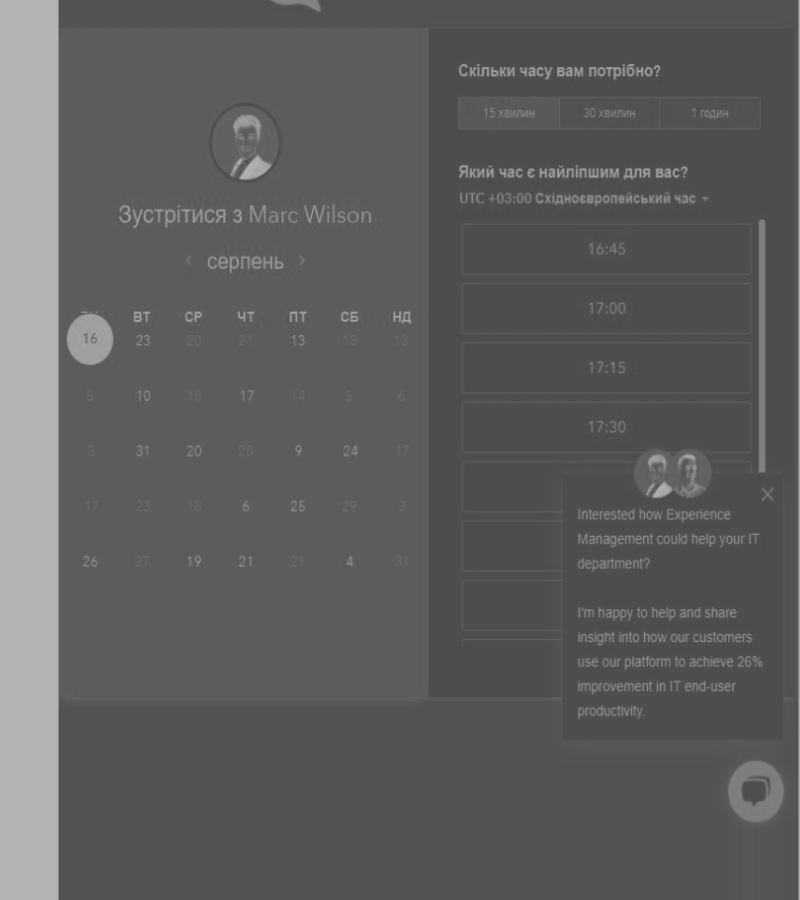 Зустрітися з Marc Wilson
‹ серпень ›
ВТ СР ЧТ ПТ СБ НД
16 23 20 21 13 18 13
5 10 18 17 14 5 6
3 31 20 28 9 24 17
17 23 18 6 25 29 3
26 27 19 21 21 4 31
Скільки часу вам потрібно?
15 хвилин 30 хвилин 1 годин
Який час є найліпшим для вас?
UTC +03:00 Східноєвропейський час
16:45
17:00
17:15
17:30
Interested how Experience
Management could help your IT
department?
I'm happy to help and share
insight into how our customers
use our platform to achieve 26%
improvement in IT end-user
productivity.